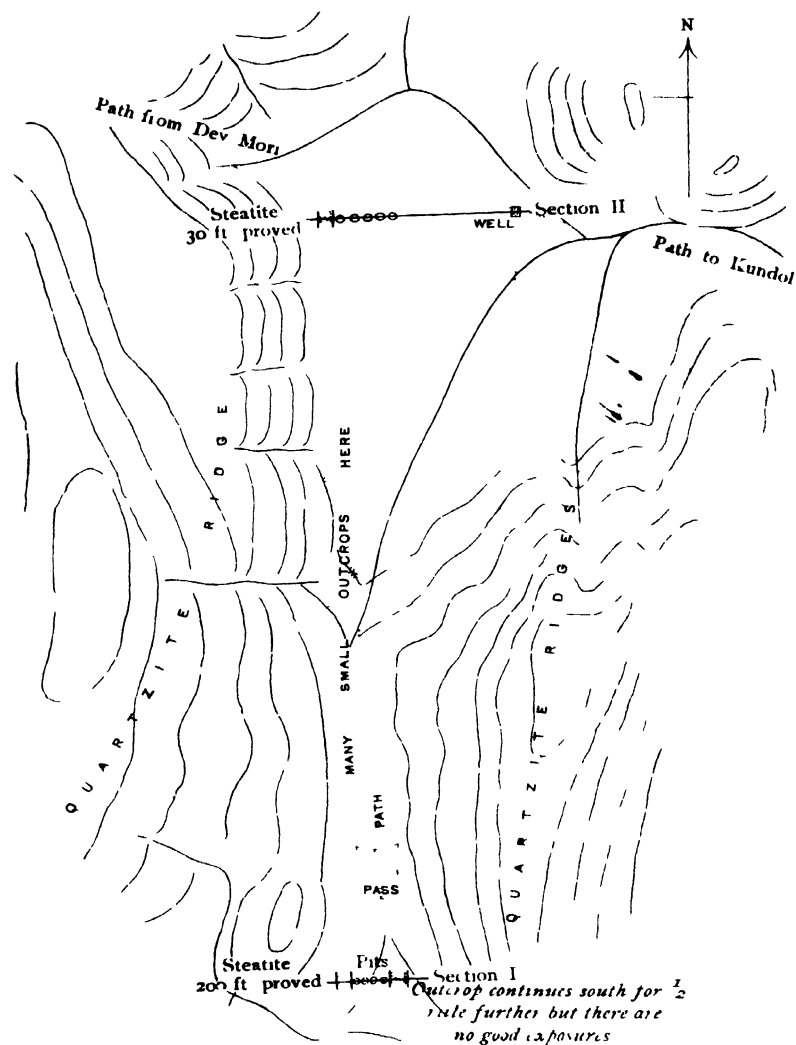 N
Path from Dev Mori
Steatite
30 ft proved
Section II
WELL
Path to Kundol
QUARTZITE RIDGE
MANY SMALL OUTCROPS HERE
QUARTZITE RIDGES
PATH
PASS
Pits
Steatite
200 ft proved
Section I
Outcrop continues south for ½
mile further but there are
no good exposures